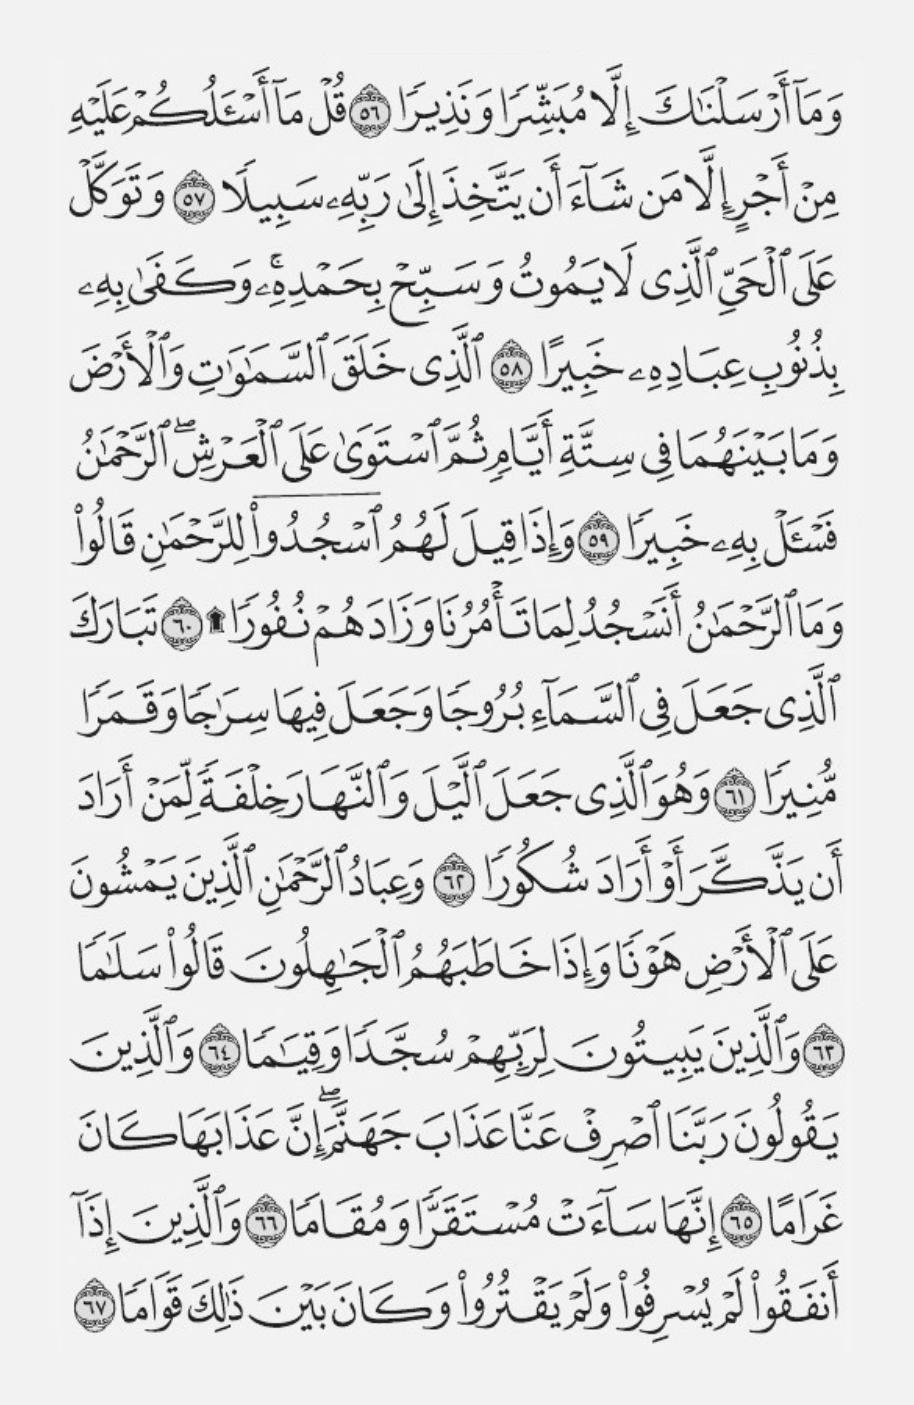 وَمَآ أَرْسَلْنَٰكَ إِلَّا مُبَشِّرًا وَنَذِيرًا ٥٦ قُلْ مَآ أَسْـَٔلُكُمْ عَلَيْهِ
مِنْ أَجْرٍ إِلَّا مَن شَآءَ أَن يَتَّخِذَ إِلَىٰ رَبِّهِۦ سَبِيلًا ٥٧ وَتَوَكَّلْ
عَلَى ٱلْحَىِّ ٱلَّذِى لَا يَمُوتُ وَسَبِّحْ بِحَمْدِهِۦۚ وَكَفَىٰ بِهِۦ
بِذُنُوبِ عِبَادِهِۦ خَبِيرًا ٥٨ ٱلَّذِى خَلَقَ ٱلسَّمَٰوَٰتِ وَٱلْأَرْضَ
وَمَا بَيْنَهُمَا فِى سِتَّةِ أَيَّامٍ ثُمَّ ٱسْتَوَىٰ عَلَى ٱلْعَرْشِۖ ٱلرَّحْمَٰنُ
فَسْـَٔلْ بِهِۦ خَبِيرًا ٥٩ وَإِذَا قِيلَ لَهُمُ ٱسْجُدُوا۟ لِلرَّحْمَٰنِ قَالُوا۟
وَمَا ٱلرَّحْمَٰنُ أَنَسْجُدُ لِمَا تَأْمُرُنَا وَزَادَهُمْ نُفُورًا ۩ ٦٠ تَبَارَكَ
ٱلَّذِى جَعَلَ فِى ٱلسَّمَآءِ بُرُوجًا وَجَعَلَ فِيهَا سِرَٰجًا وَقَمَرًا
مُّنِيرًا ٦١ وَهُوَ ٱلَّذِى جَعَلَ ٱلَّيْلَ وَٱلنَّهَارَ خِلْفَةً لِّمَنْ أَرَادَ
أَن يَذَّكَّرَ أَوْ أَرَادَ شُكُورًا ٦٢ وَعِبَادُ ٱلرَّحْمَٰنِ ٱلَّذِينَ يَمْشُونَ
عَلَى ٱلْأَرْضِ هَوْنًا وَإِذَا خَاطَبَهُمُ ٱلْجَٰهِلُونَ قَالُوا۟ سَلَٰمًا
٦٣ وَٱلَّذِينَ يَبِيتُونَ لِرَبِّهِمْ سُجَّدًا وَقِيَٰمًا ٦٤ وَٱلَّذِينَ
يَقُولُونَ رَبَّنَا ٱصْرِفْ عَنَّا عَذَابَ جَهَنَّمَۖ إِنَّ عَذَابَهَا كَانَ
غَرَامًا ٦٥ إِنَّهَا سَآءَتْ مُسْتَقَرًّا وَمُقَامًا ٦٦ وَٱلَّذِينَ إِذَآ
أَنفَقُوا۟ لَمْ يُسْرِفُوا۟ وَلَمْ يَقْتُرُوا۟ وَكَانَ بَيْنَ ذَٰلِكَ قَوَامًا ٦٧